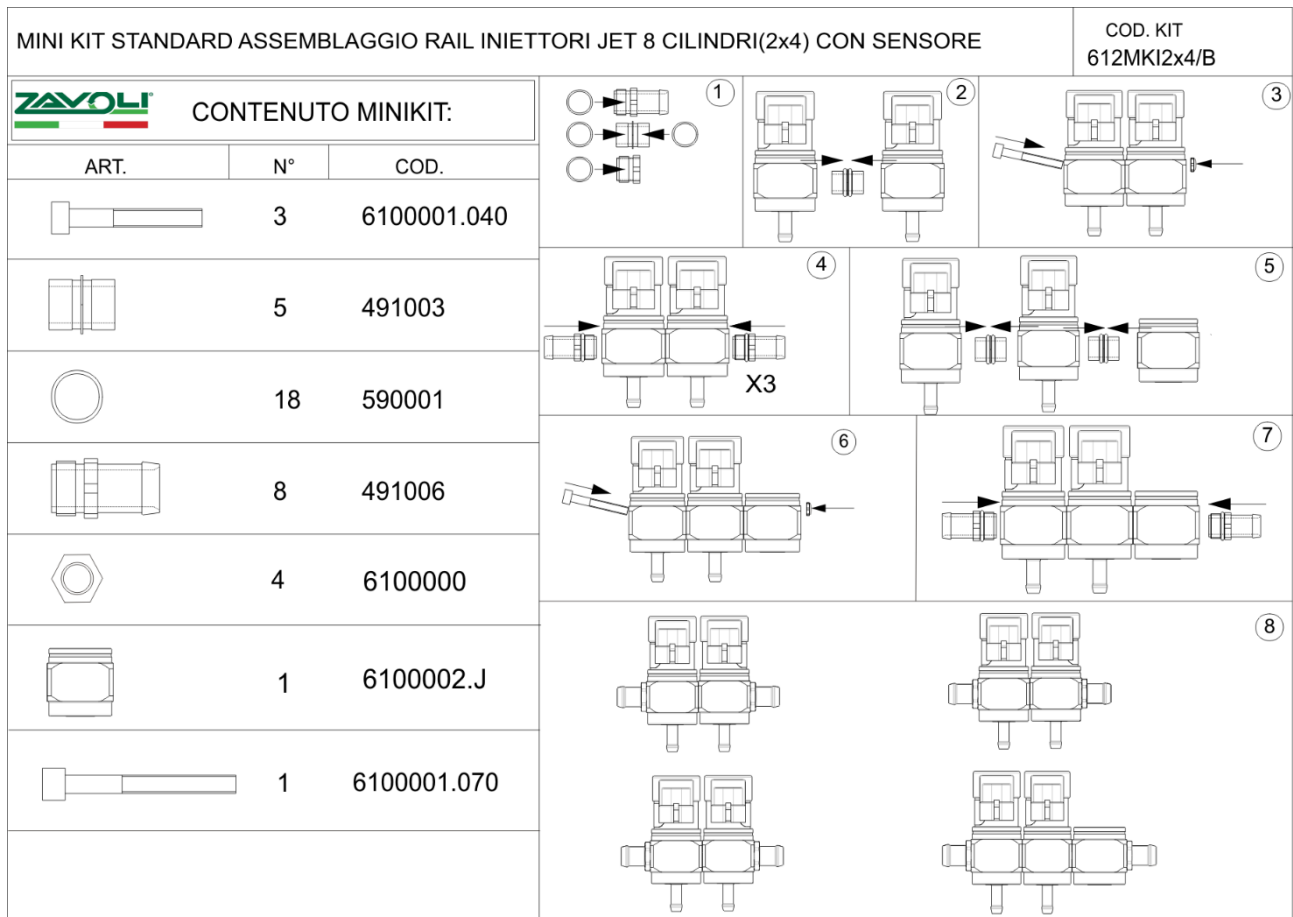 MINI KIT STANDARD ASSEMBLAGGIO RAIL INIETTORI JET 8 CILINDRI(2x4) CON SENSORE
COD. KIT
612MKI2x4/B
ZAVOLI
CONTENUTO MINIKIT:
ART. N° COD.
3 6100001.040
5 491003
18 590001
8 491006
4 6100000
1 6100002.J
1 6100001.070
1
2
3
4
X3
5
6
7
8